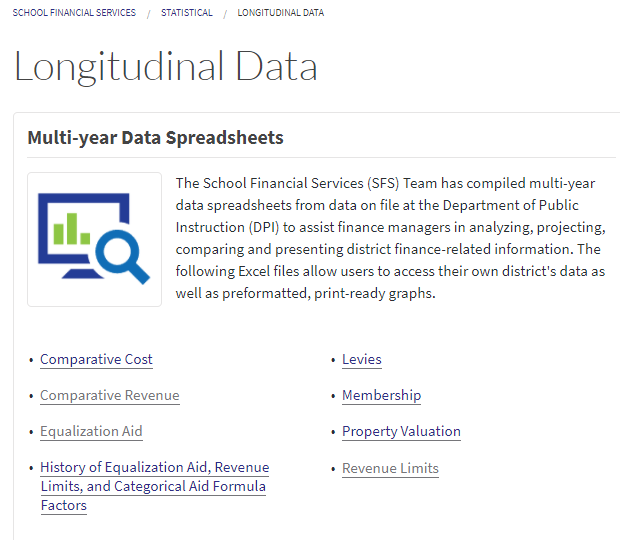 SCHOOL FINANCIAL SERVICES / STATISTICAL / LONGITUDINAL DATA
Longitudinal Data
Multi-year Data Spreadsheets
The School Financial Services (SFS) Team has compiled multi-year
data spreadsheets from data on file at the Department of Public
Instruction (DPI) to assist finance managers in analyzing, projecting,
comparing and presenting district finance-related information. The
following Excel files allow users to access their own district's data as
well as preformatted, print-ready graphs.
• Comparative Cost
• Comparative Revenue
• Equalization Aid
• History of Equalization Aid, Revenue
Limits, and Categorical Aid Formula
Factors
• Levies
• Membership
• Property Valuation
• Revenue Limits